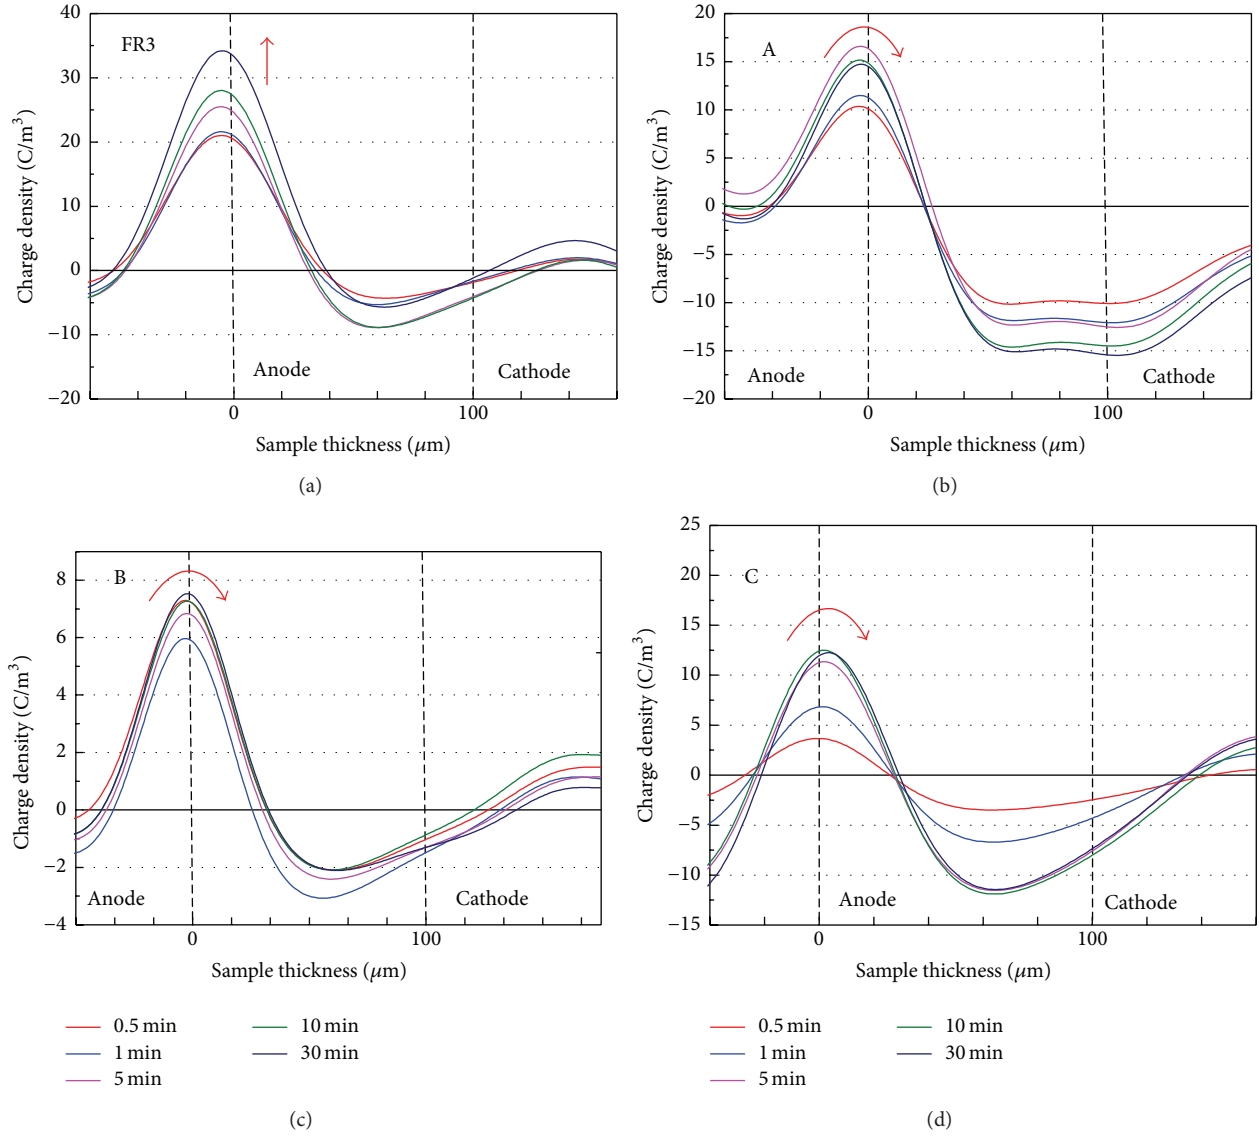 FR3
Charge density (C/m³)
40
30
20
10
0
−10
−20
Anode
Cathode
0
100
Sample thickness (μm)
(a)
A
Charge density (C/m³)
20
15
10
5
0
−5
−10
−15
−20
Anode
Cathode
0
100
Sample thickness (μm)
(b)
B
Charge density (C/m³)
8
6
4
2
0
−2
−4
Anode
Cathode
0
100
Sample thickness (μm)
0.5 min
1 min
5 min
10 min
30 min
(c)
C
Charge density (C/m³)
25
20
15
10
5
0
−5
−10
−15
Anode
Cathode
0
100
Sample thickness (μm)
0.5 min
1 min
5 min
10 min
30 min
(d)